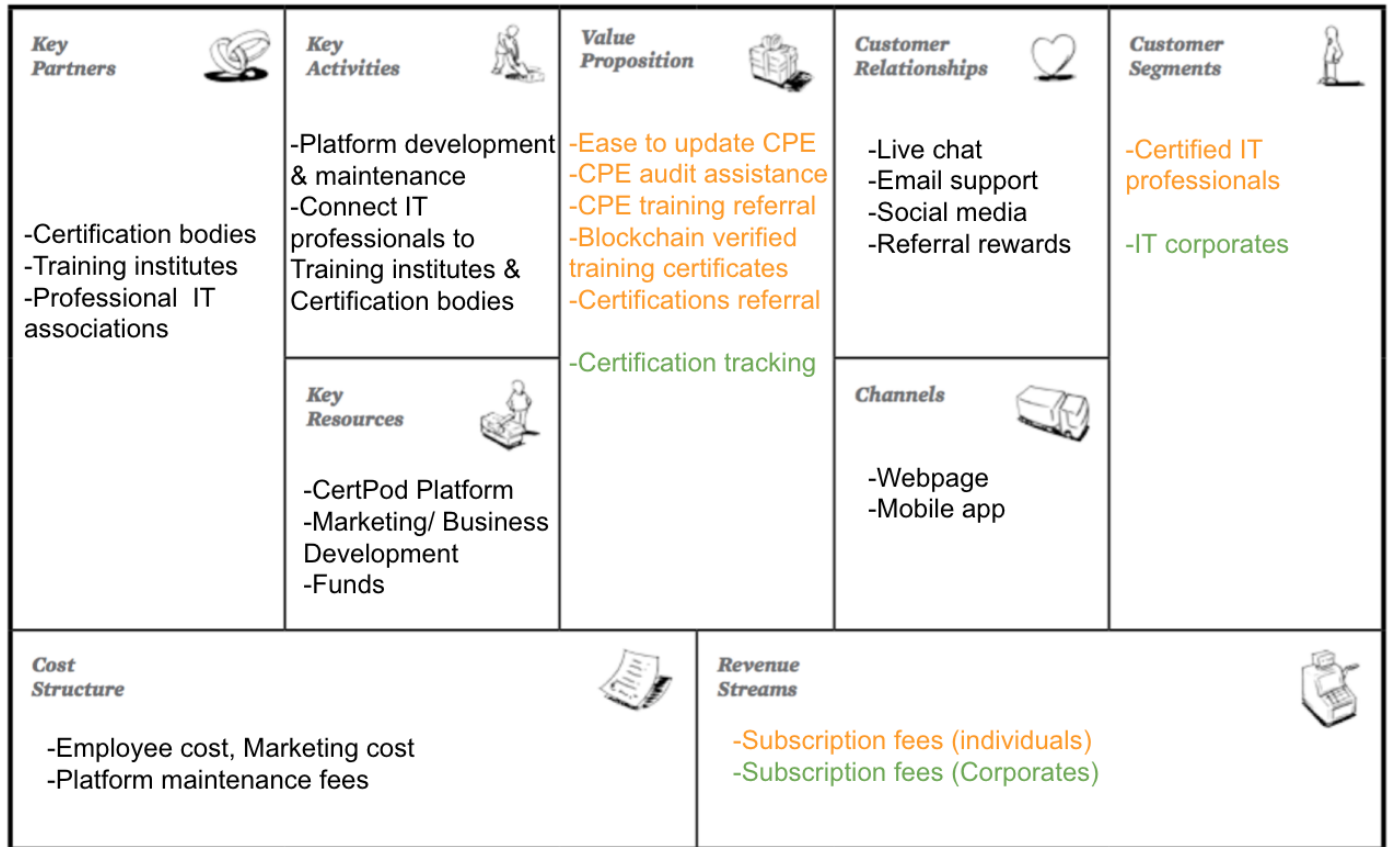 Key
Partners
-Certification bodies
-Training institutes
-Professional  IT
associations
Key
Activities
-Platform development
& maintenance
-Connect IT
professionals to
Training institutes &
Certification bodies
Key
Resources
-CertPod Platform
-Marketing/ Business
Development
-Funds
Value
Proposition
-Ease to update CPE
-CPE audit assistance
-CPE training referral
-Blockchain verified
training certificates
-Certifications referral
-Certification tracking
Customer
Relationships
-Live chat
-Email support
-Social media
-Referral rewards
Channels
-Webpage
-Mobile app
Customer
Segments
-Certified IT
professionals
-IT corporates
Cost
Structure
-Employee cost, Marketing cost
-Platform maintenance fees
Revenue
Streams
-Subscription fees (individuals)
-Subscription fees (Corporates)